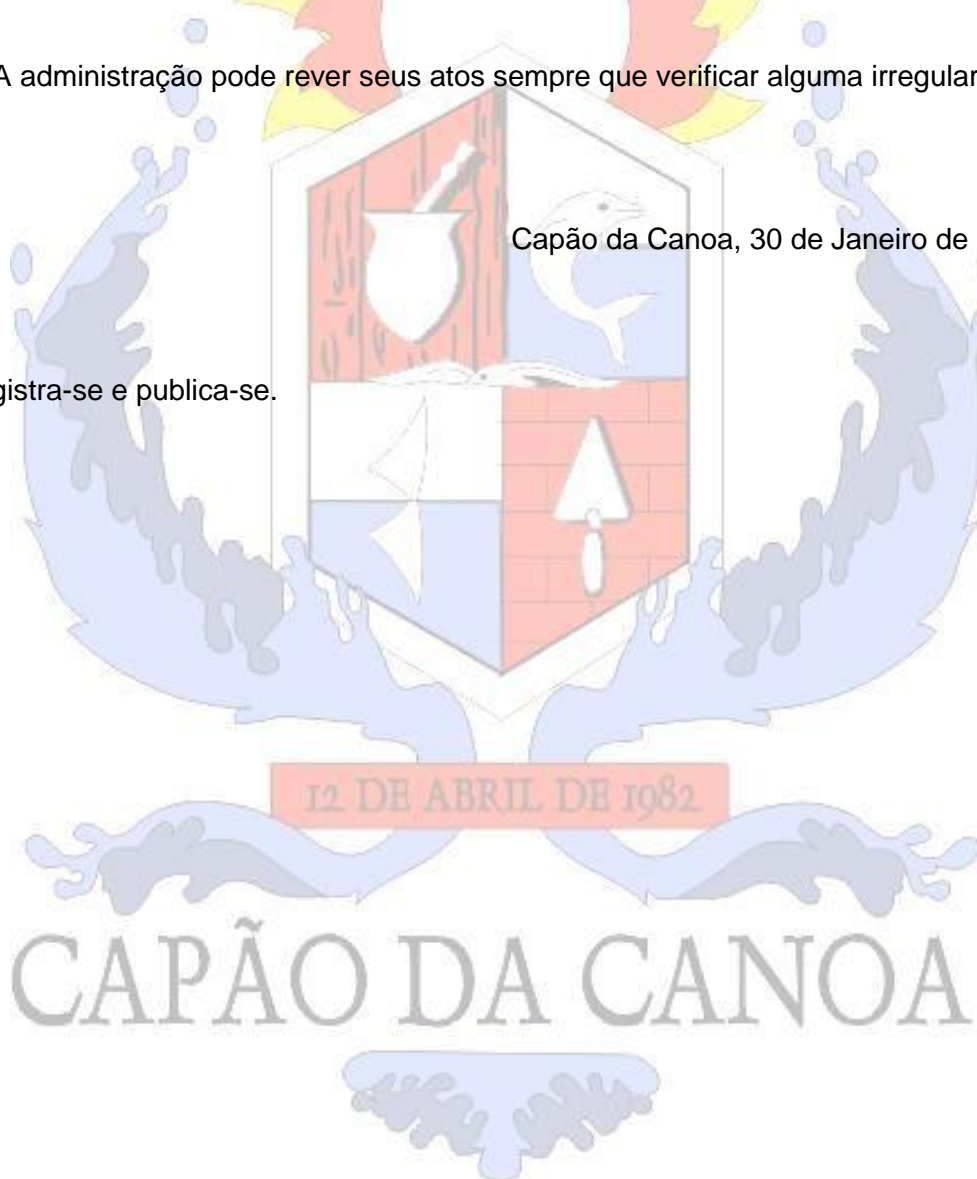 A administração pode rever seus atos sempre que verificar alguma irregular
Capão da Canoa, 30 de Janeiro de
gistra-se e publica-se.
12 DE ABRIL DE 1982
CAPÃO DA CANOA